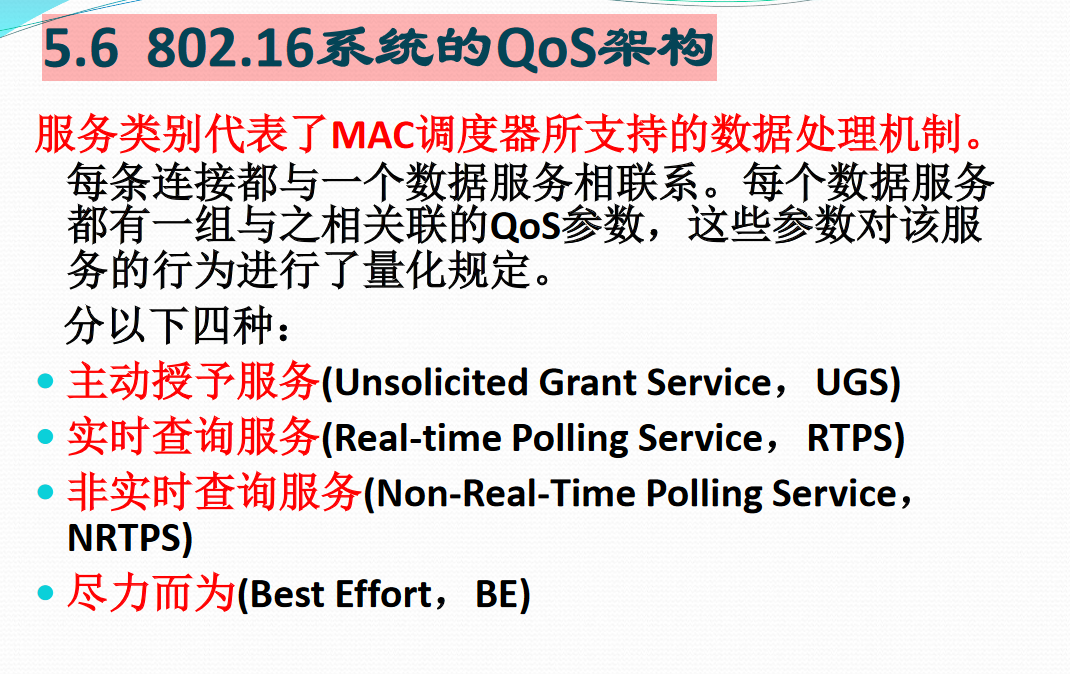 5.6 802.16系统的QoS架构
服务类别代表了MAC调度器所支持的数据处理机制。
每条连接都与一个数据服务相联系。每个数据服务
都有一组与之相关联的QoS参数，这些参数对该服
务的行为进行了量化规定。
分以下四种：
• 主动授予服务(Unsolicited Grant Service，UGS)
• 实时查询服务(Real-time Polling Service，RTPS)
• 非实时查询服务(Non-Real-Time Polling Service，
NRTPS)
• 尽力而为(Best Effort，BE)